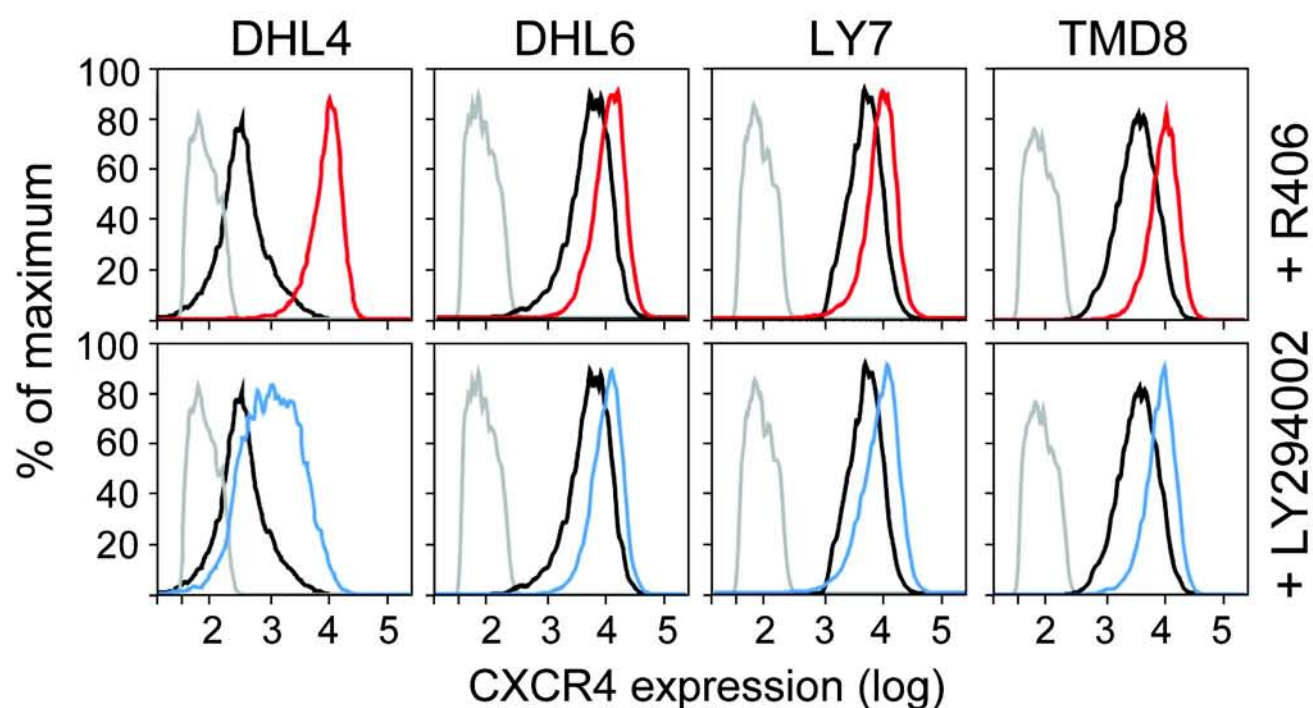 DHL4 DHL6 LY7 TMD8
100
80
60
40
20
% of maximum
+ R406
100
80
60
40
20
+ LY294002
2 3 4 5 2 3 4 5 2 3 4 5 2 3 4 5
CXCR4 expression (log)